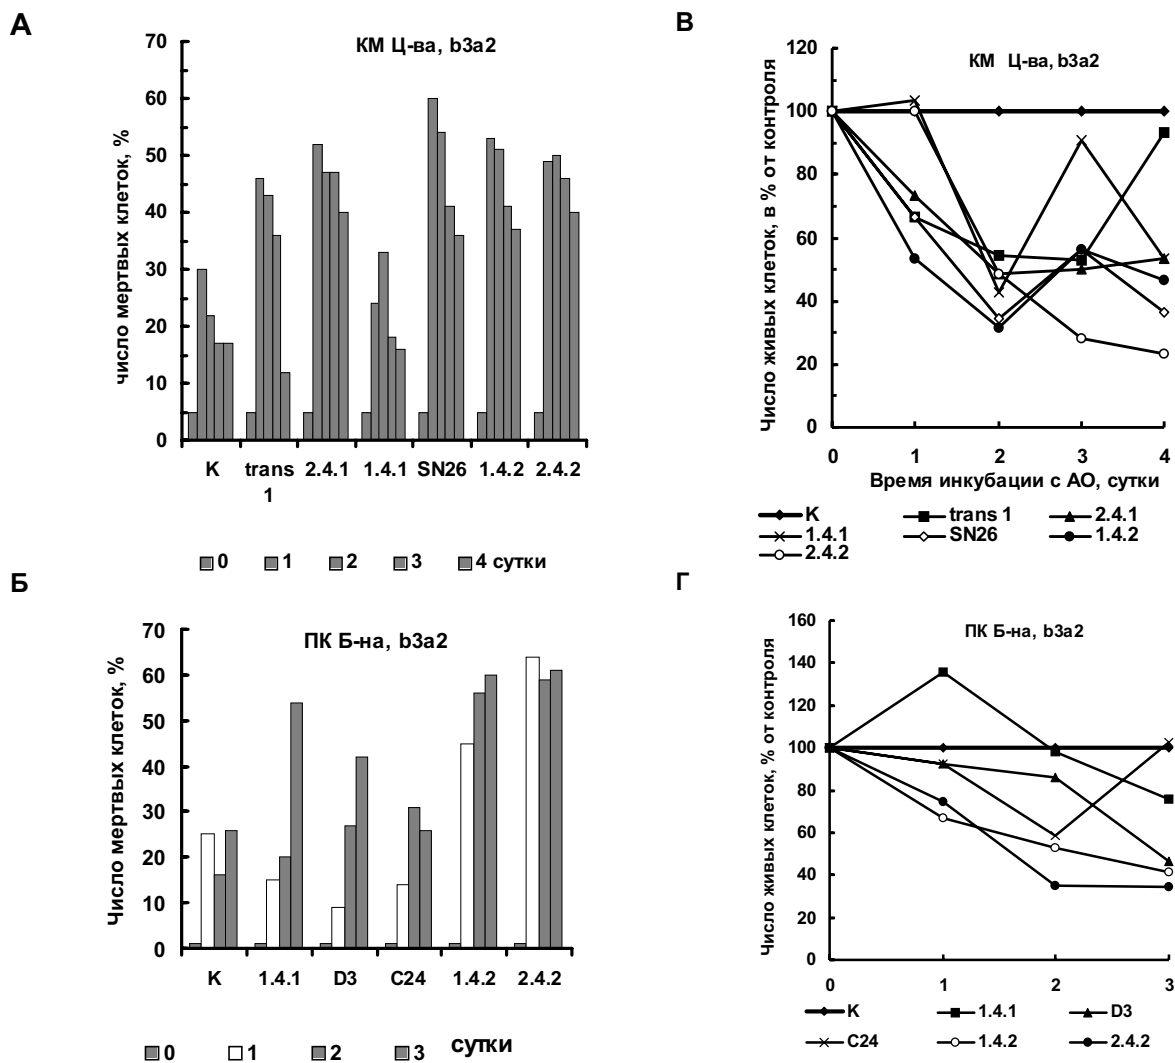 А
КМ Ц-ва, b3a2
число мертвых клеток, %
70
60
50
40
30
20
10
0
K trans 1 2.4.1 1.4.1 SN26 1.4.2 2.4.2
0 1 2 3 4 сутки
В
КМ Ц-ва, b3a2
Число живых клеток, в % от контроля
120
100
80
60
40
20
0
0 1 2 3 4
Время инкубации с АО, сутки
K trans 1 2.4.1
1.4.1 SN26 1.4.2
2.4.2
Б
ПК Б-на, b3a2
Число мертвых клеток, %
70
60
50
40
30
20
10
0
K 1.4.1 D3 C24 1.4.2 2.4.2
0 1 2 3 сутки
Г
ПК Б-на, b3a2
Число живых клеток, % от контроля
160
140
120
100
80
60
40
20
0
0 1 2 3
K 1.4.1 D3
C24 1.4.2 2.4.2